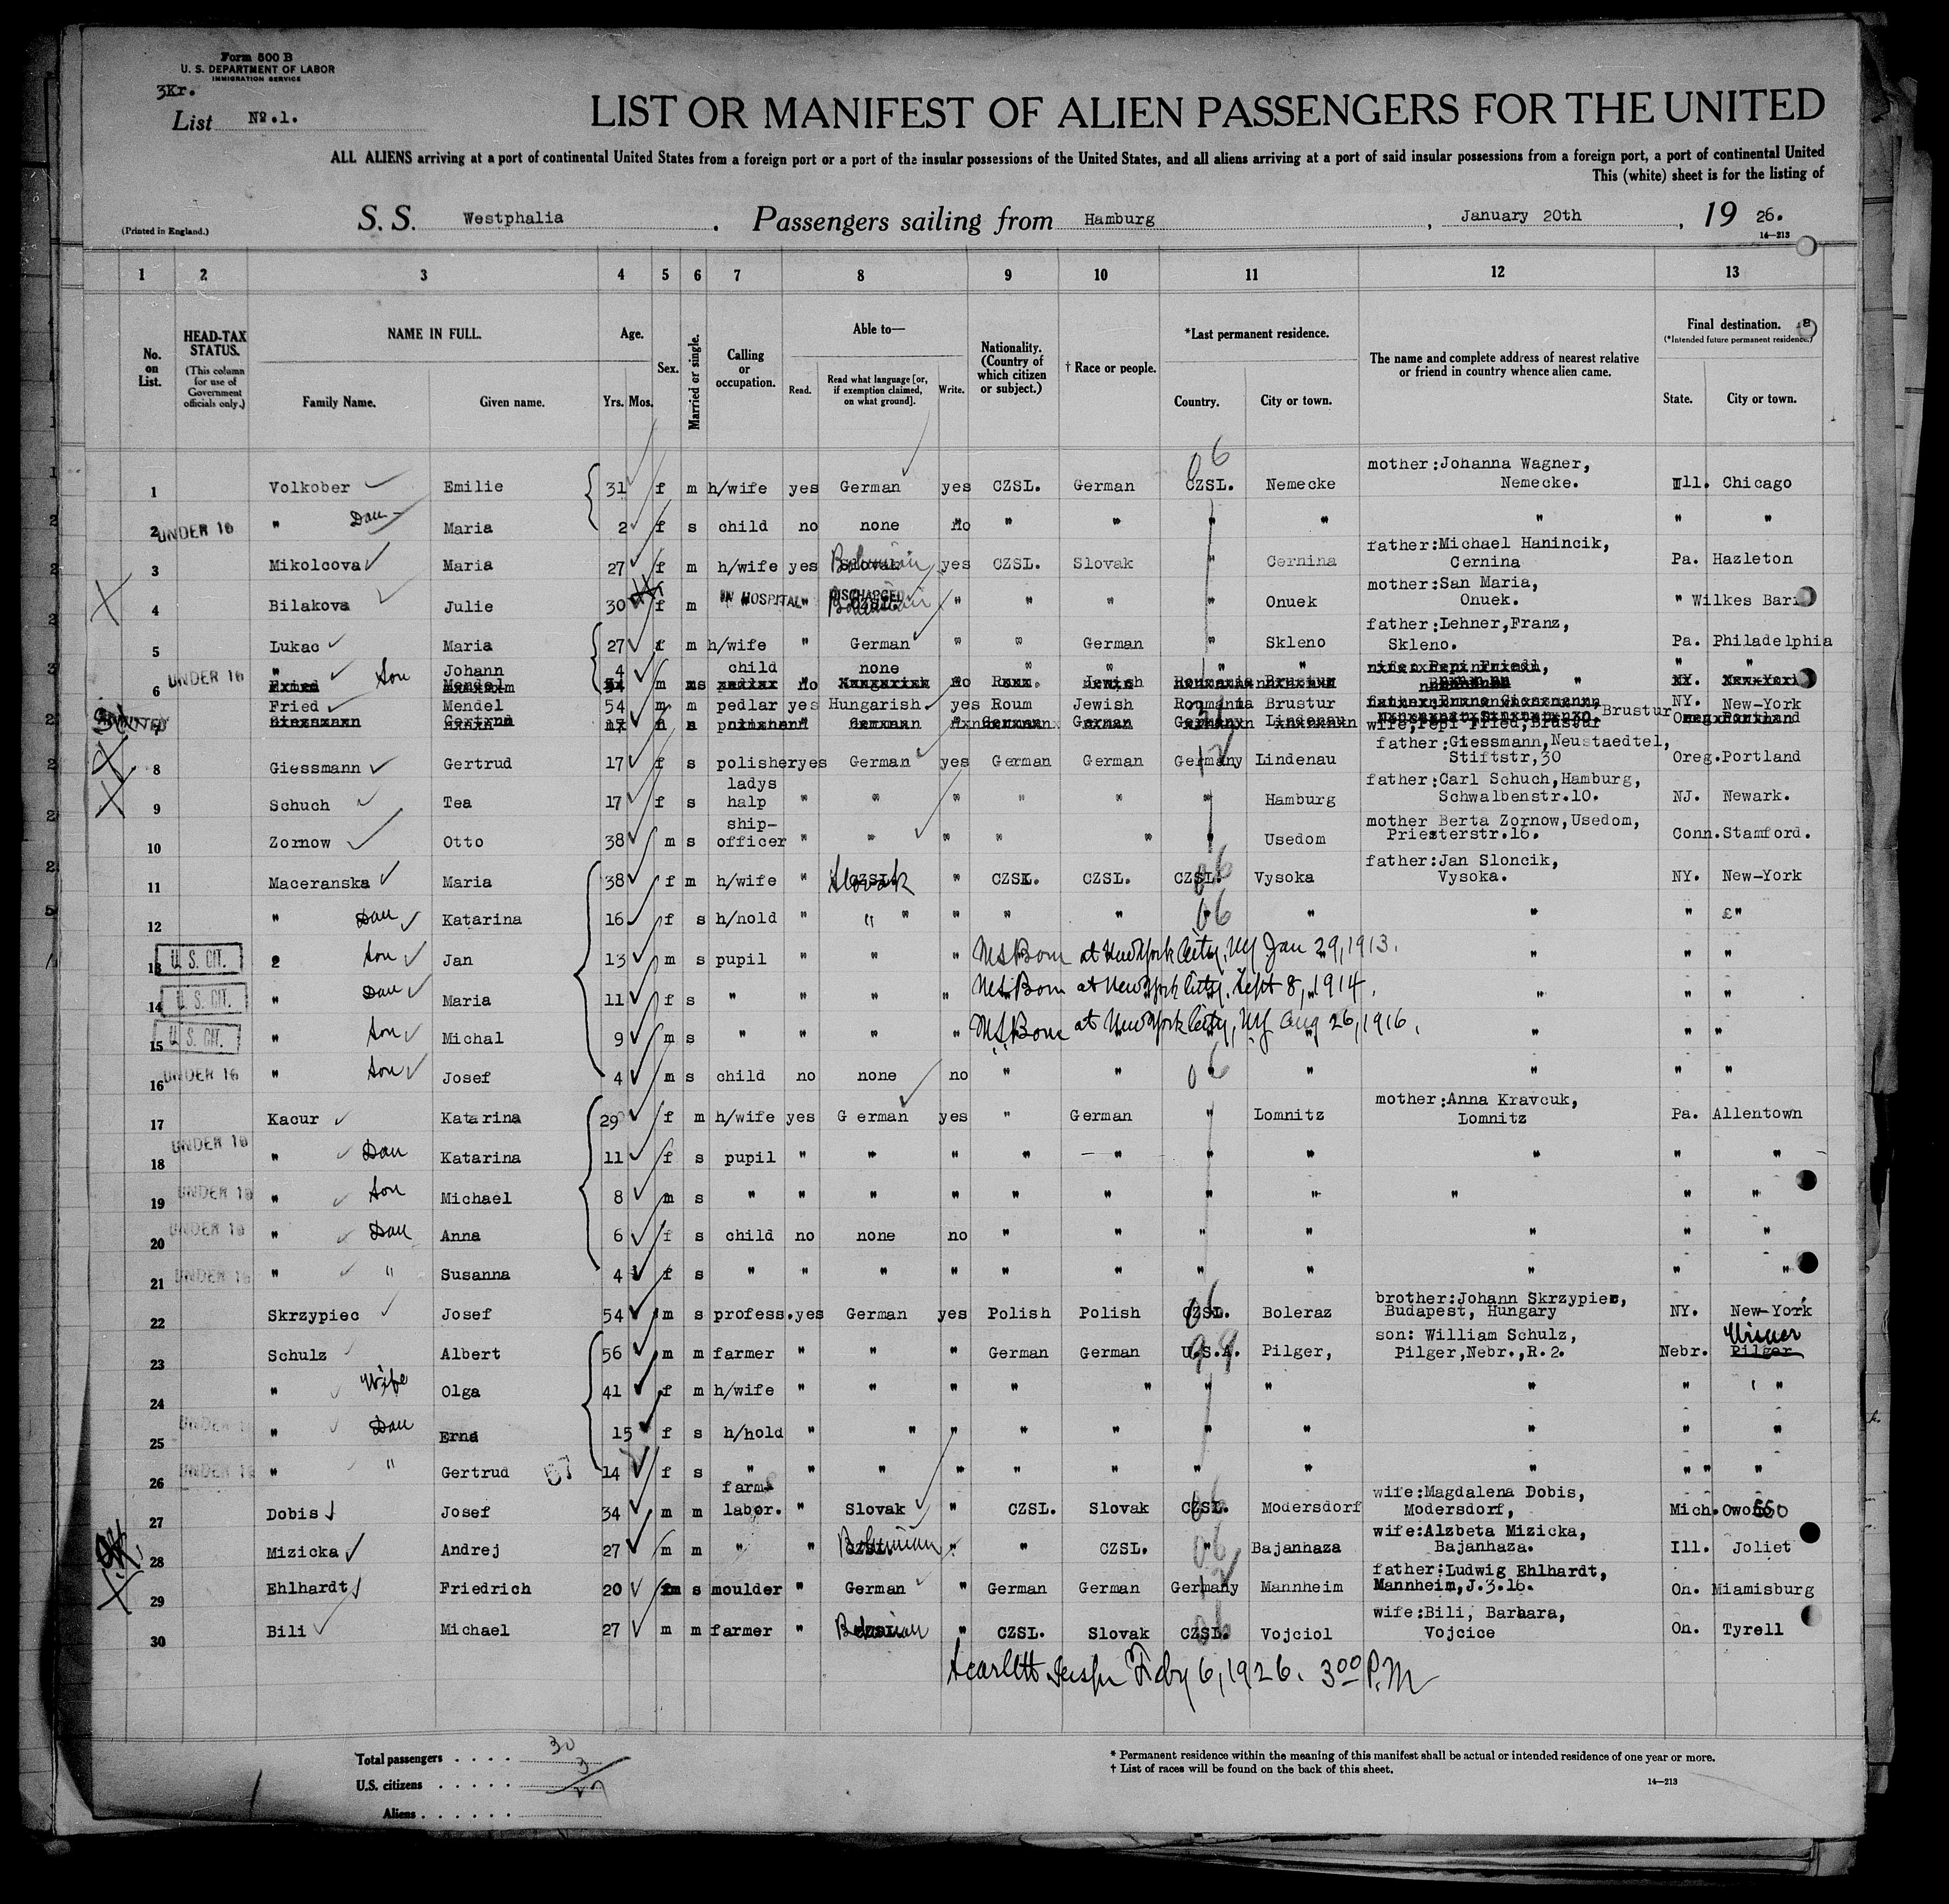 Form 500 B
U. S. DEPARTMENT OF LABOR
IMMIGRATION SERVICE
3Kr.
List No.1.
LIST OR MANIFEST OF ALIEN PASSENGERS FOR THE UNITED
ALL ALIENS arriving at a port of continental United States from a foreign port or a port of the insular possessions of the United States, and all aliens arriving at a port of said insular possessions from a foreign port, a port of continental United
This (white) sheet is for the listing of
(Printed in England.) S. S. Westphalia . Passengers sailing from Hamburg , January 20th , 19 26.
14—213
1 2 3 4 5 6 7 8 9 10 11 12 13
No. on List. HEAD-TAX STATUS. (This column for use of Government officials only.) NAME IN FULL. Family Name. Given name. Age. Yrs. Mos. Sex. Married or single. Calling or occupation. Able to— Read. Read what language [or, if exemption claimed, on what ground]. Write. Nationality. (Country of which citizen or subject.) † Race or people. *Last permanent residence. Country. City or town. The name and complete address of nearest relative or friend in country whence alien came. Final destination. (*Intended future permanent residence.) State. City or town.
1 Volkober Emilie 31 f m h/wife yes German yes CZSL. German CZSL. 06 Nemecke mother:Johanna Wagner, Nemecke. Ill. Chicago
2 UNDER 16 " Dau Maria 2 f s child no none no " " " " " " "
3 Mikolcova Maria 27 f m h/wife yes Bohemian yes CZSL. Slovak " Cernina father:Michael Hanincik, Cernina Pa. Hazleton
4 X Bilakova Julie 30 f m " IN HOSPITAL " DISCHARGED Bohemian " " " " Onuek mother:San Maria, Onuek. " Wilkes Barr
5 Lukac Maria 27 f m h/wife " German " " German " Skleno father:Lehner,Franz, Skleno. Pa. Philadelphia
6 UNDER 16 " Son Johann 4 m s child no none no " " " " " " "
Fried Mendel 54 m m pedlar yes Hungarish yes Roum Jewish Romania Brustur wife,Pepi Fried,Brustur NY. New-York
8 Giessmann Gertrud 17 f s polisher yes German yes German German Germany Lindenau father:Giessmann,Neustaedtel, Stiftstr,30 Oreg. Portland
9 Schuch Tea 17 f s ladys halp " " " " " " Hamburg father:Carl Schuch,Hamburg, Schwalbenstr.10. NJ. Newark.
10 Zornow Otto 38 m s ship-officer " " " " " " Usedom mother Berta Zornow,Usedom, Priesterstr.16. Conn. Stamford.
11 Maceranska Maria 38 f m h/wife " Slovak " CZSL. CZSL. CZSL. 06 Vysoka father:Jan Sloncik, Vysoka. NY. New-York
12 " Dau Katarina 16 f s h/hold " " " " " 06 " " " £"
13 U. S. CIT. 2 Son Jan 13 m s pupil " " " Born at New York City, NY Jan 29, 1913. " " "
14 U. S. CIT. " Dau Maria 11 f s " " " " Born at New York City. Sept 8, 1914. " " "
15 U. S. CIT. " Son Michal 9 m s " " " " Born at New York City, NY Aug 26, 1916. " " "
16 UNDER 16 " Son Josef 4 m s child no none no " " 06 " " " "
17 Kacur Katarina 29 f m h/wife yes German yes " German " Lomnitz mother:Anna Kravcuk, Lomnitz Pa. Allentown
18 UNDER 16 " Dau Katarina 11 f s pupil " " " " " " " " " "
19 UNDER 16 " Son Michael 8 m s " " " " " " " " " " "
20 UNDER 16 " Dau Anna 6 f s child no none no " " " " " " "
21 UNDER 16 " " Susanna 4 f s " " " " " " " " " " "
22 Skrzypiec Josef 54 m s profess. yes German yes Polish Polish CZSL. 06 Boleraz brother:Johann Skrzypiec, Budapest, Hungary NY. New-York
23 Schulz Albert 56 m m farmer " " " German German U.S.A. 99 Pilger, son: William Schulz, Pilger,Nebr.,R.2. Nebr. Pilger Wisner
24 " Wife Olga 41 f m h/wife " " " " " " " " " "
25 UNDER 16 " Dau Erna 15 f s h/hold " " " " " " " " " "
26 UNDER 16 " " Gertrud 57 14 f s " " " " " " " " " " "
27 Dobis Josef 34 m m farm labor. " Slovak " CZSL. Slovak CZSL. 06 Modersdorf wife:Magdalena Dobis, Modersdorf, Mich. Owosso
28 Mizicka Andrej 27 m m " " Bohemian " " CZSL. " 06 Bajanhaza wife:Alzbeta Mizicka, Bajanhaza. Ill. Joliet
29 X Ehlhardt Friedrich 20 m s moulder " German " German German Germany 12 Mannheim father:Ludwig Ehlhardt, Mannheim,J.3.16. Oh. Miamisburg
30 Bili Michael 27 m m farmer " Bohemian " CZSL. Slovak CZSL. 06 Vojciol wife:Bili, Barbara, Vojcice Oh. Tyrell
Scarlett Insp Feby 6, 1926. 3 00 P.M
Total passengers . . . . 30
U.S. citizens . . . . . 3
Aliens . . . . . . 27
* Permanent residence within the meaning of this manifest shall be actual or intended residence of one year or more.
† List of races will be found on the back of this sheet.
14—213